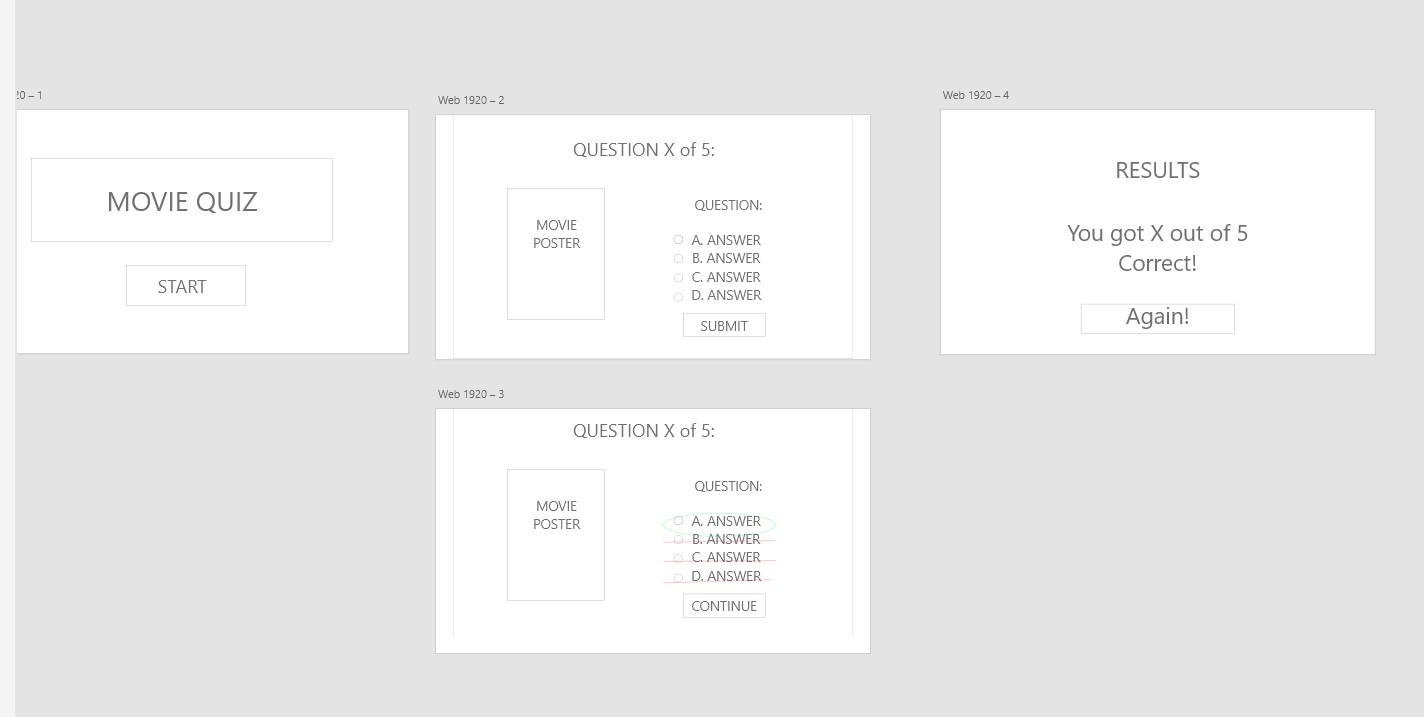 20 – 1
MOVIE QUIZ
START
Web 1920 – 2
QUESTION X of 5:
MOVIE
POSTER
QUESTION:
A. ANSWER
B. ANSWER
C. ANSWER
D. ANSWER
SUBMIT
Web 1920 – 3
QUESTION X of 5:
MOVIE
POSTER
QUESTION:
A. ANSWER
B. ANSWER
C. ANSWER
D. ANSWER
CONTINUE
Web 1920 – 4
RESULTS
You got X out of 5
Correct!
Again!